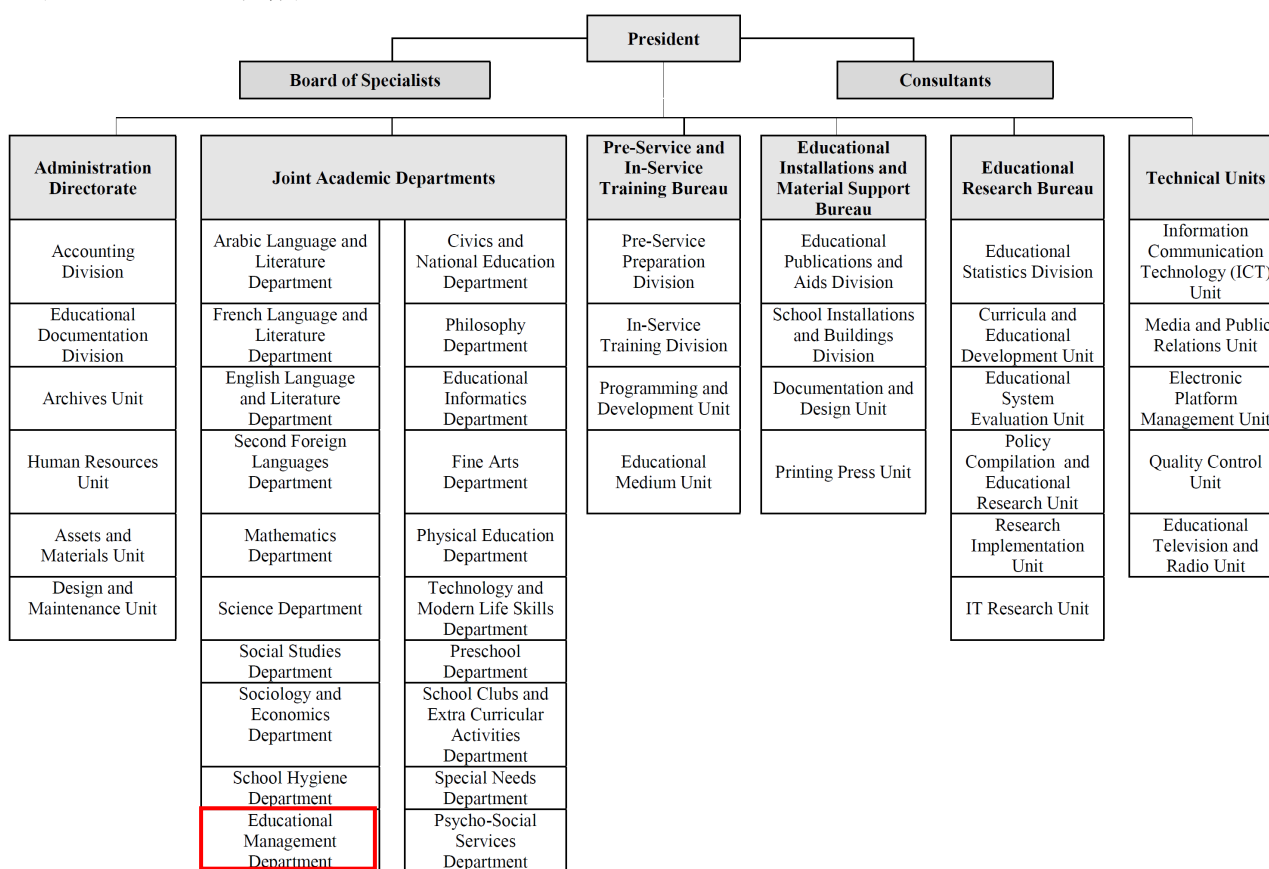 President
Board of Specialists
Consultants
Administration
Directorate
Accounting
Division
Educational
Documentation
Division
Archives Unit
Human Resources
Unit
Assets and
Materials Unit
Design and
Maintenance Unit
Joint Academic Departments
Arabic Language and
Literature
Department
French Language and
Literature
Department
English Language
and Literature
Department
Second Foreign
Languages
Department
Mathematics
Department
Science Department
Social Studies
Department
Sociology and
Economics
Department
School Hygiene
Department
Educational
Management
Department
Civics and
National Education
Department
Philosophy
Department
Educational
Informatics
Department
Fine Arts
Department
Physical Education
Department
Technology and
Modern Life Skills
Department
Preschool
Department
School Clubs and
Extra Curricular
Activities
Department
Special Needs
Department
Psycho-Social
Services
Department
Pre-Service and
In-Service
Training Bureau
Pre-Service
Preparation
Division
In-Service
Training Division
Programming and
Development Unit
Educational
Medium Unit
Educational
Installations and
Material Support
Bureau
Educational
Publications and
Aids Division
School Installations
and Buildings
Division
Documentation and
Design Unit
Printing Press Unit
Educational
Research Bureau
Educational
Statistics Division
Curricula and
Educational
Development Unit
Educational
System
Evaluation Unit
Policy
Compilation and
Educational
Research Unit
Research
Implementation
Unit
IT Research Unit
Technical Units
Information
Communication
Technology (ICT)
Unit
Media and Public
Relations Unit
Electronic
Platform
Management Unit
Quality Control
Unit
Educational
Television and
Radio Unit